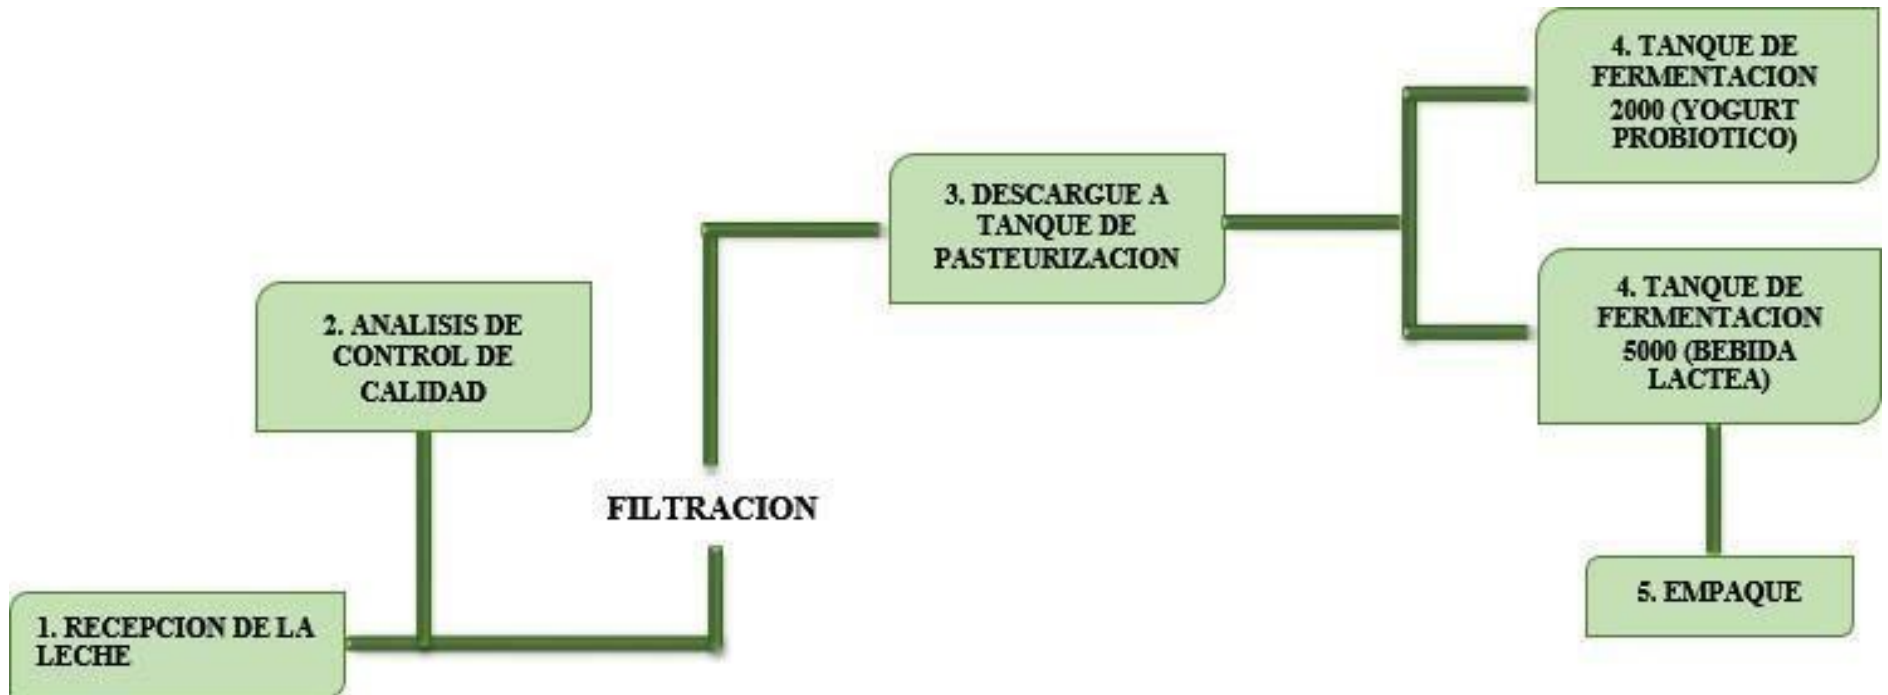 1. RECEPCION DE LA
LECHE
2. ANALISIS DE
CONTROL DE
CALIDAD
FILTRACION
3. DESCARGUE A
TANQUE DE
PASTEURIZACION
4. TANQUE DE
FERMENTACION
2000 (YOGURT
PROBIOTICO)
4. TANQUE DE
FERMENTACION
5000 (BEBIDA
LACTEA)
5. EMPAQUE